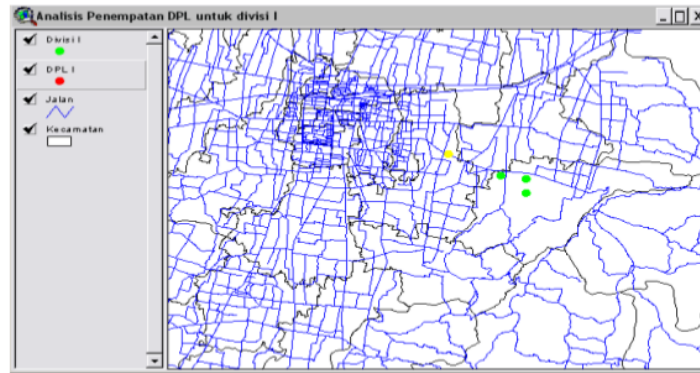 Analisis Penempatan DPL untuk divisi I
Divisi I
DPL I
Jalan
Kecamatan